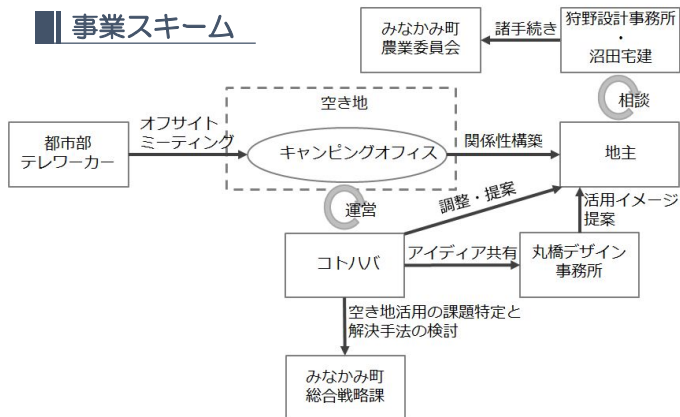 事業スキーム
みなかみ町
農業委員会
諸手続き
狩野設計事務所
・
沼田宅建
相談
空き地
都市部
テレワーカー
オフサイト
ミーティング
キャンピングオフィス
関係性構築
地主
運営
調整・提案
活用イメージ
提案
コトハバ
アイディア共有
丸橋デザイン
事務所
空き地活用の課題特定と
解決手法の検討
みなかみ町
総合戦略課